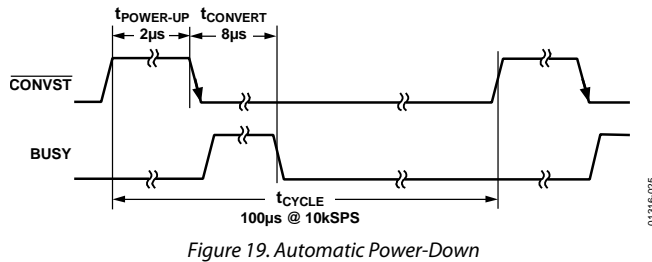 tPOWER-UP tCONVERT
2µs 8µs
CONVST
BUSY
tCYCLE
100µs @ 10kSPS
01316-025
Figure 19. Automatic Power-Down